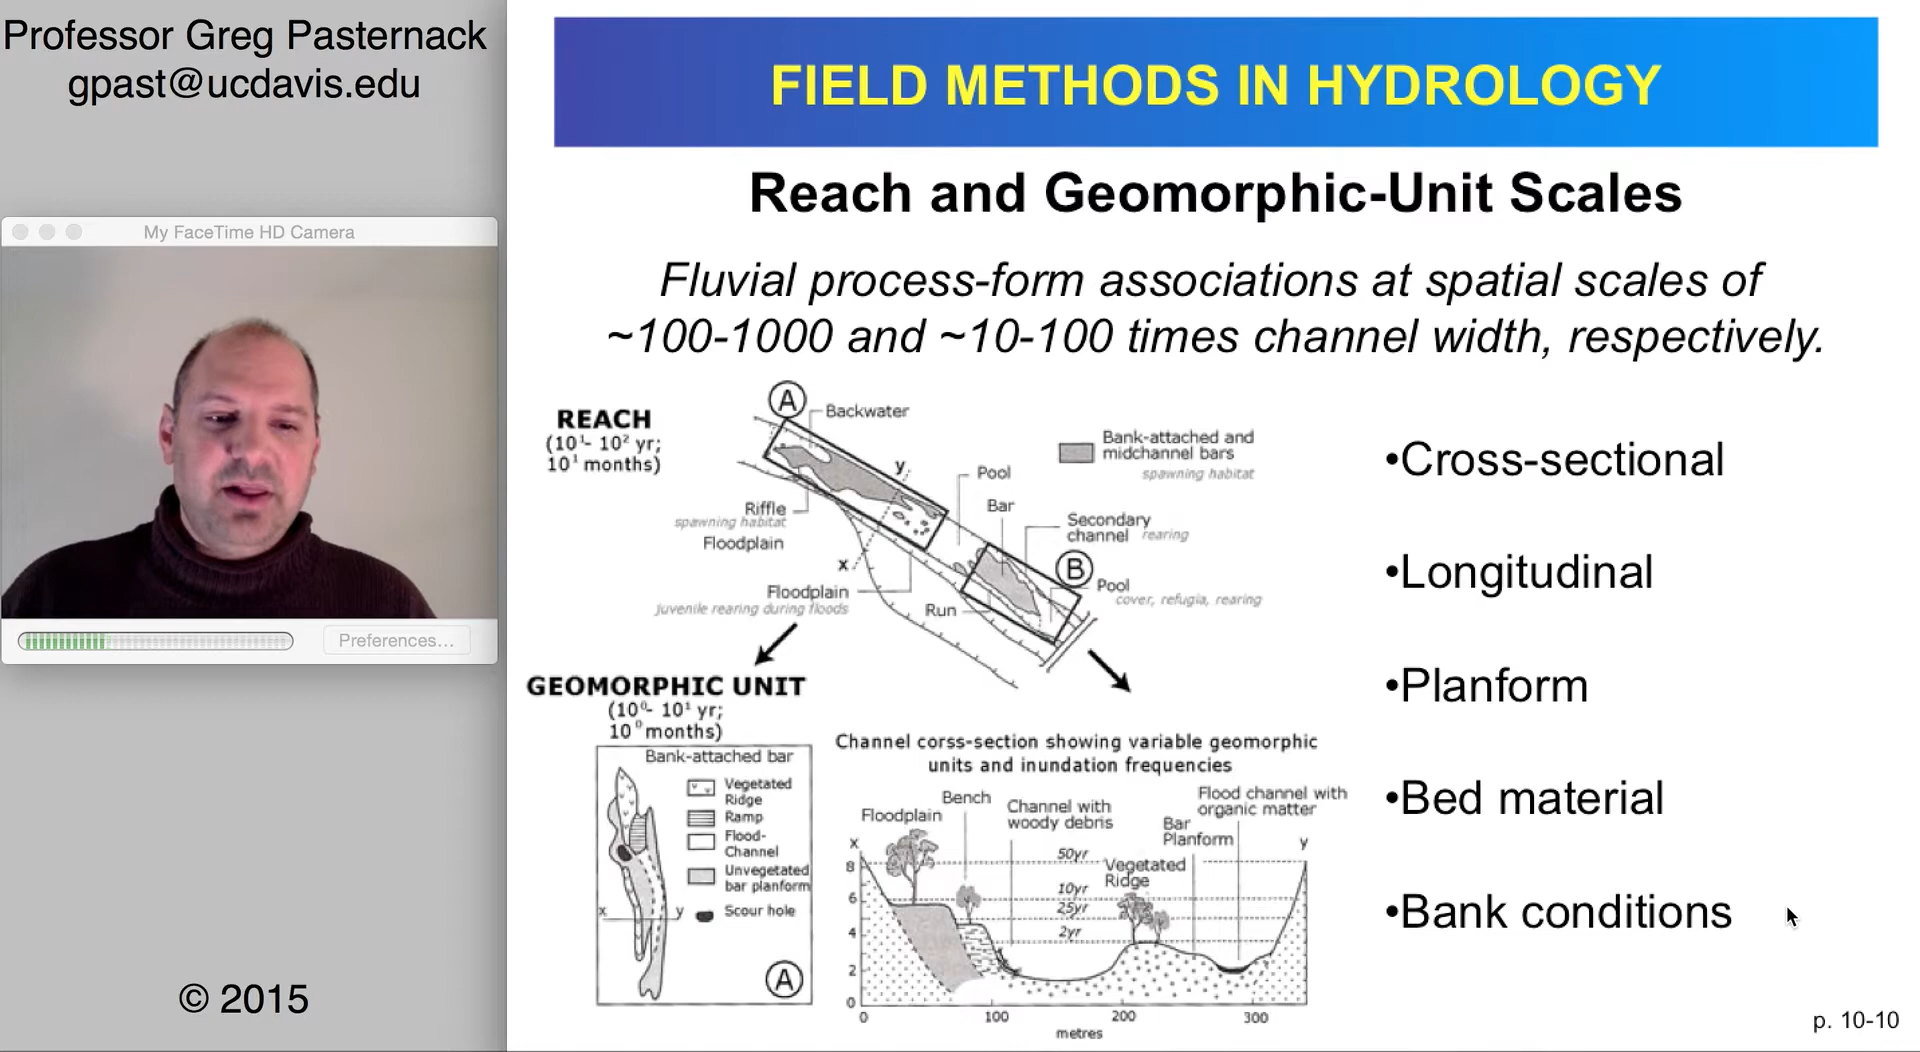 Professor Greg Pasternack
gpast@ucdavis.edu
My FaceTime HD Camera
Preferences...
© 2015
FIELD METHODS IN HYDROLOGY
Reach and Geomorphic-Unit Scales
Fluvial process-form associations at spatial scales of
~100-1000 and ~10-100 times channel width, respectively.
REACH
(10¹- 10² yr;
10¹ months)
A
Backwater
y
Pool
Bank-attached and
midchannel bars
spawning habitat
Riffle
spawning habitat
Floodplain
Bar
Secondary
channel rearing
x
B
Floodplain
juvenile rearing during floods
Run
Pool
cover, refugia, rearing
GEOMORPHIC UNIT
(10⁰- 10¹ yr;
10⁰ months)
Bank-attached bar
Vegetated
Ridge
Ramp
Flood-
Channel
Unvegetated
bar planform
Scour hole
x
y
A
Channel corss-section showing variable geomorphic
units and inundation frequencies
Floodplain
Bench
Channel with
woody debris
Flood channel with
organic matter
Bar
Planform
Vegetated
Ridge
x
y
50yr
10yr
25yr
2yr
8
6
4
2
0
0
100
200
300
metres
•Cross-sectional
•Longitudinal
•Planform
•Bed material
•Bank conditions
p. 10-10